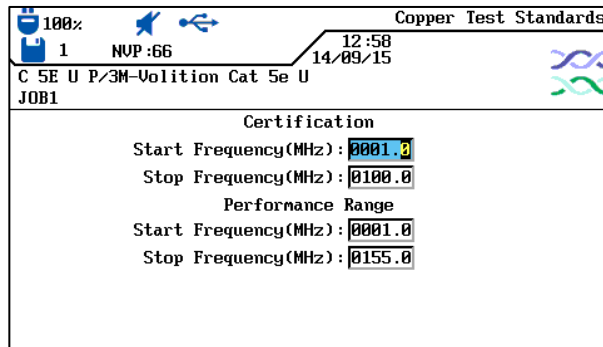 100% Copper Test Standards
1 NVP:66 12:58
14/09/15
C 5E U P/3M-Volition Cat 5e U
JOB1
Certification
Start Frequency(MHz): 0001.0
Stop Frequency(MHz): 0100.0
Performance Range
Start Frequency(MHz): 0001.0
Stop Frequency(MHz): 0155.0